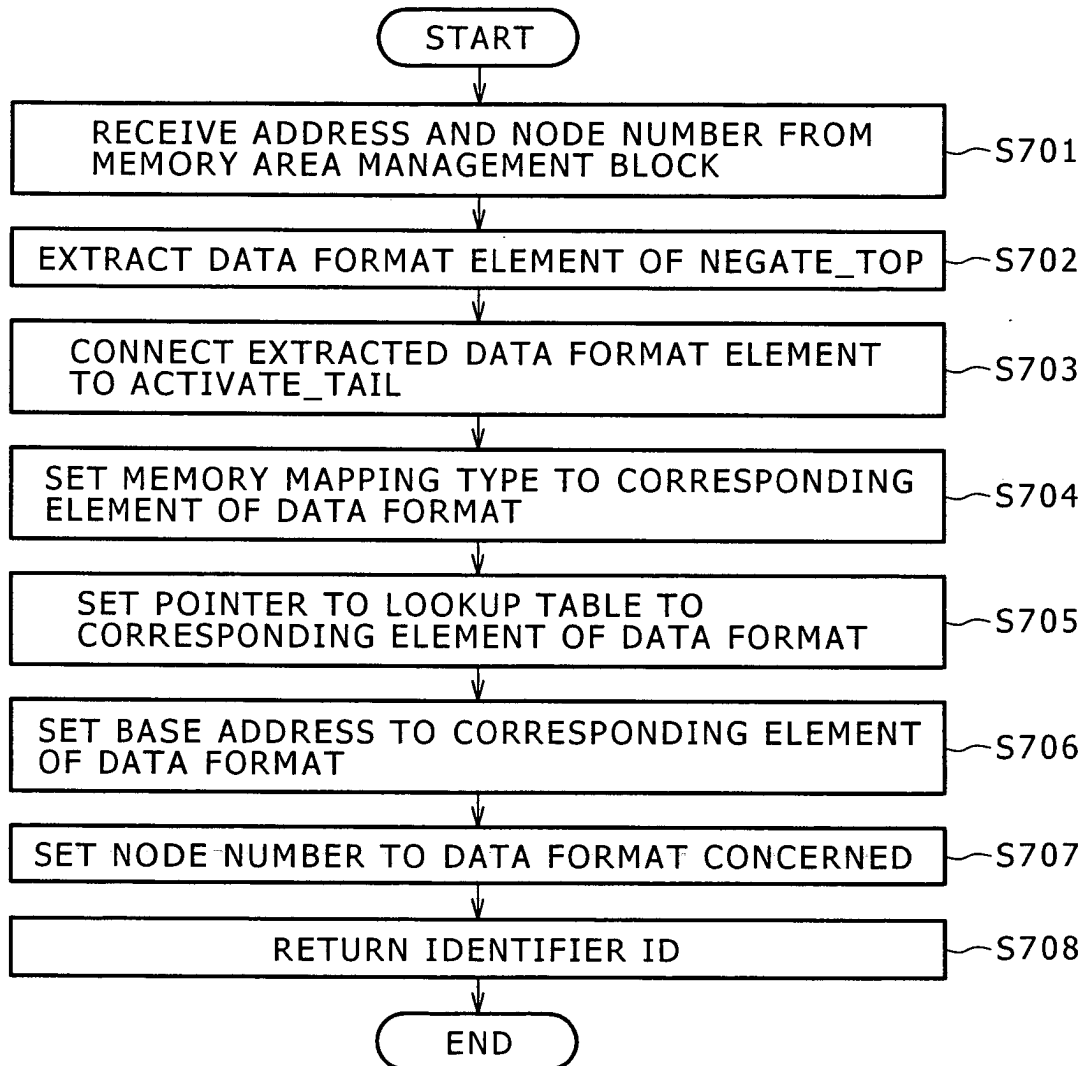 START
RECEIVE ADDRESS AND NODE NUMBER FROM
MEMORY AREA MANAGEMENT BLOCK
S701
EXTRACT DATA FORMAT ELEMENT OF NEGATE_TOP
S702
CONNECT EXTRACTED DATA FORMAT ELEMENT
TO ACTIVATE_TAIL
S703
SET MEMORY MAPPING TYPE TO CORRESPONDING
ELEMENT OF DATA FORMAT
S704
SET POINTER TO LOOKUP TABLE TO
CORRESPONDING ELEMENT OF DATA FORMAT
S705
SET BASE ADDRESS TO CORRESPONDING ELEMENT
OF DATA FORMAT
S706
SET NODE NUMBER TO DATA FORMAT CONCERNED
S707
RETURN IDENTIFIER ID
S708
END